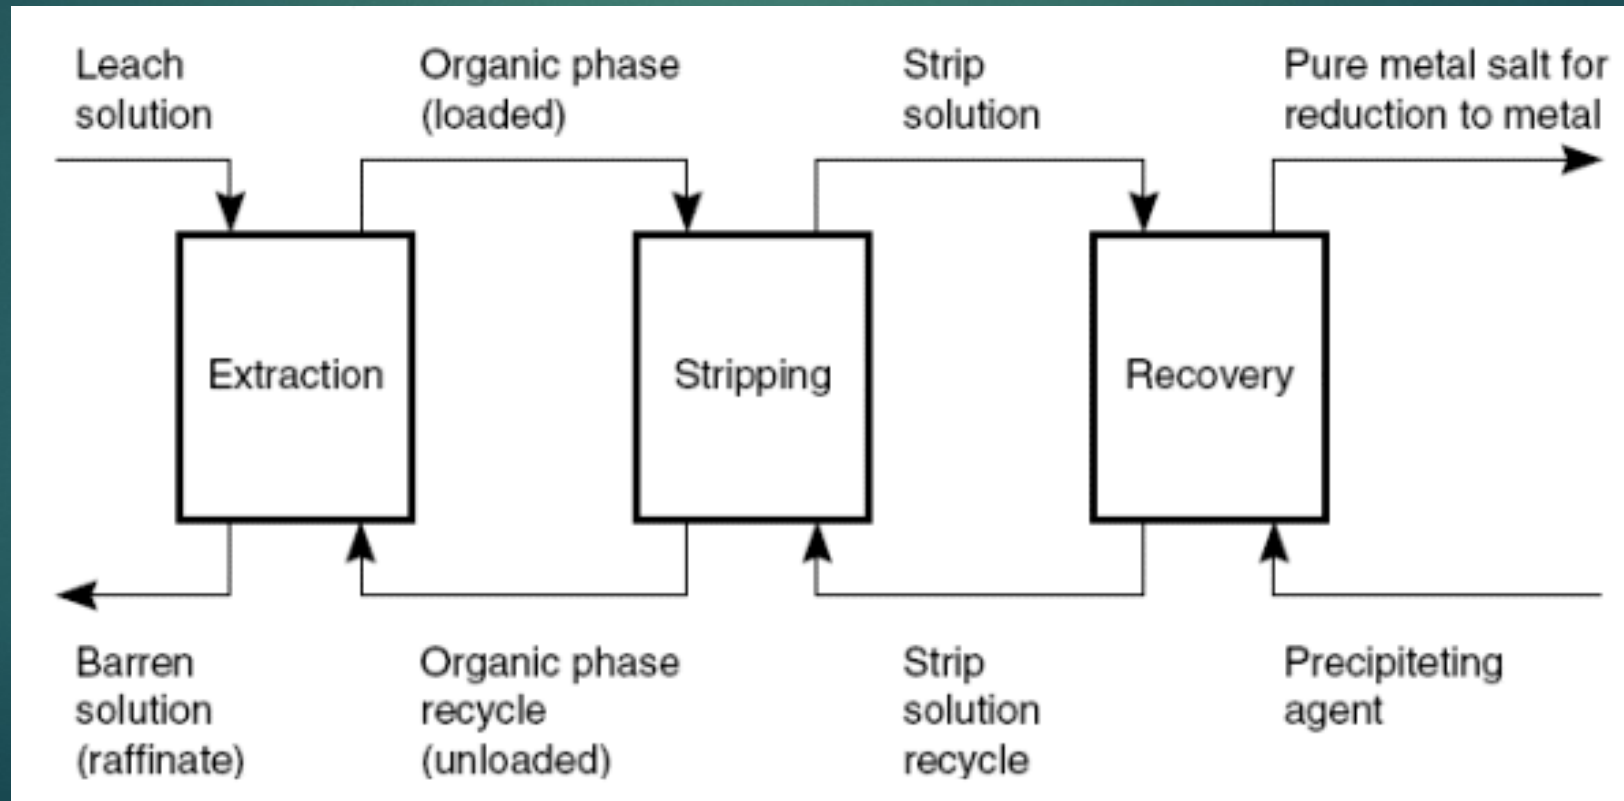 Leach
solution
Organic phase
(loaded)
Strip
solution
Pure metal salt for
reduction to metal
Extraction
Stripping
Recovery
Barren
solution
(raffinate)
Organic phase
recycle
(unloaded)
Strip
solution
recycle
Precipiteting
agent